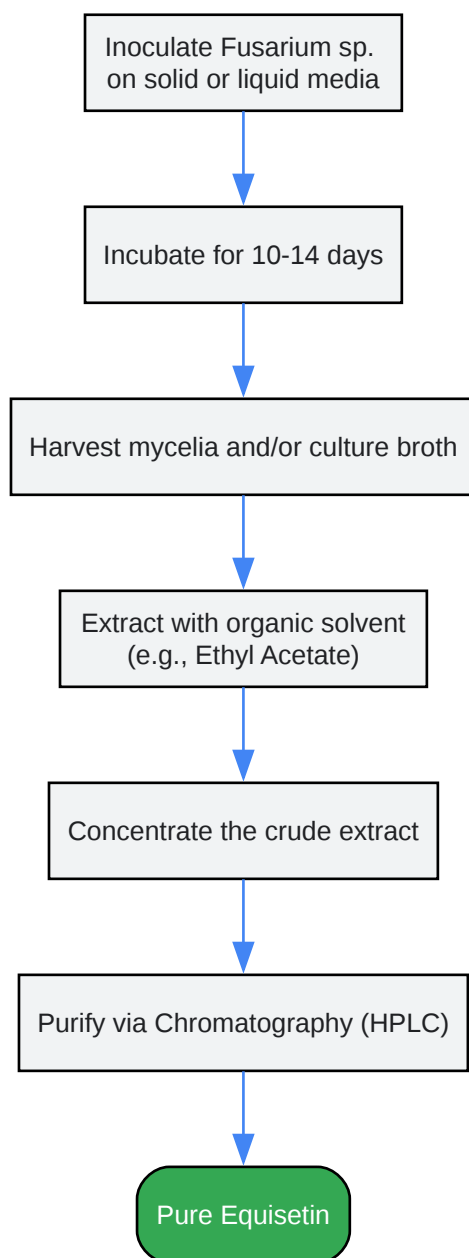 Inoculate Fusarium sp.
on solid or liquid media
Incubate for 10-14 days
Harvest mycelia and/or culture broth
Extract with organic solvent
(e.g., Ethyl Acetate)
Concentrate the crude extract
Purify via Chromatography (HPLC)
Pure Equisetin